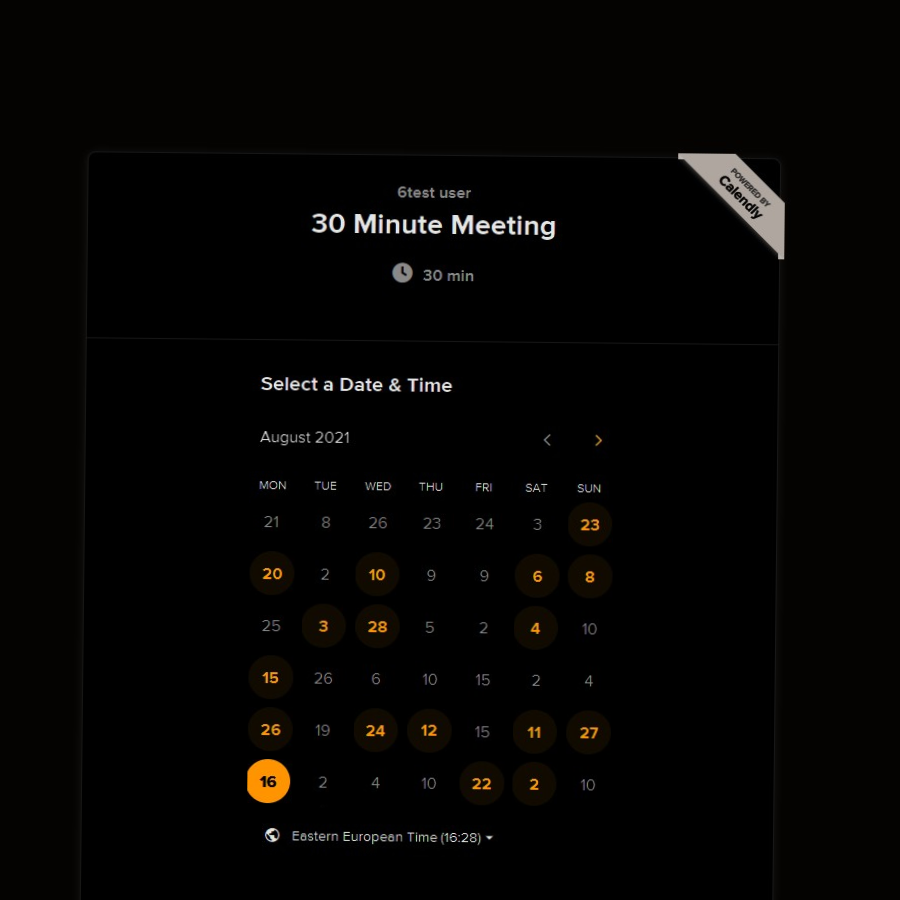 POWERED BY
Calendly
6test user
30 Minute Meeting
30 min
Select a Date & Time
August 2021
MON TUE WED THU FRI SAT SUN
21 8 26 23 24 3 23
20 2 10 9 9 6 8
25 3 28 5 2 4 10
15 26 6 10 15 2 4
26 19 24 12 15 11 27
16 2 4 10 22 2 10
Eastern European Time (16:28)